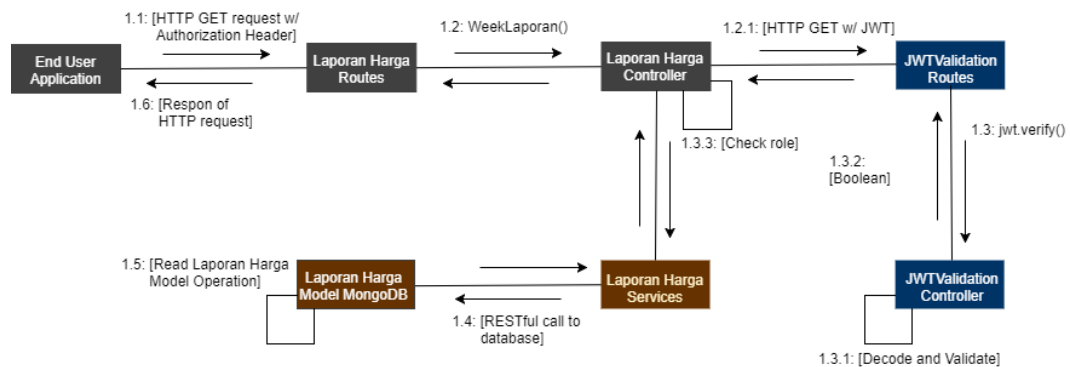 1.1: [HTTP GET request w/
Authorization Header]
1.2: WeekLaporan()
1.2.1: [HTTP GET w/ JWT]
End User
Application
Laporan Harga
Routes
Laporan Harga
Controller
JWTValidation
Routes
1.6: [Respon of
HTTP request]
1.3: jwt.verify()
1.3.3: [Check role]
1.3.2:
[Boolean]
1.5: [Read Laporan Harga
Model Operation]
Laporan Harga
Model MongoDB
Laporan Harga
Services
JWTValidation
Controller
1.4: [RESTful call to
database]
1.3.1: [Decode and Validate]